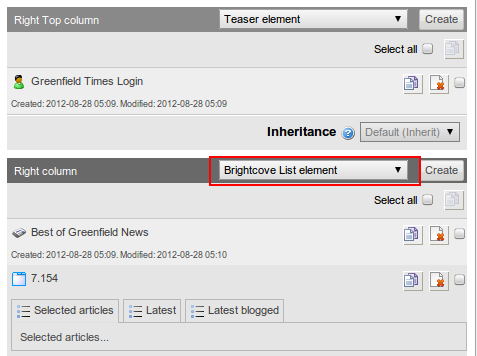 Right Top column Teaser element Create
Select all
Greenfield Times Login
Created: 2012-08-28 05:09. Modified: 2012-08-28 05:09
Inheritance ? Default (Inherit)
Right column Brightcove List element Create
Select all
Best of Greenfield News
Created: 2012-08-28 05:09. Modified: 2012-08-28 05:10
7.154
Selected articles Latest Latest blogged
Selected articles...